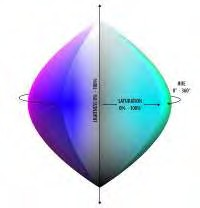 LIGHTNESS 0% - 100%
SATURATION
0% - 100%
HUE
0° - 360°